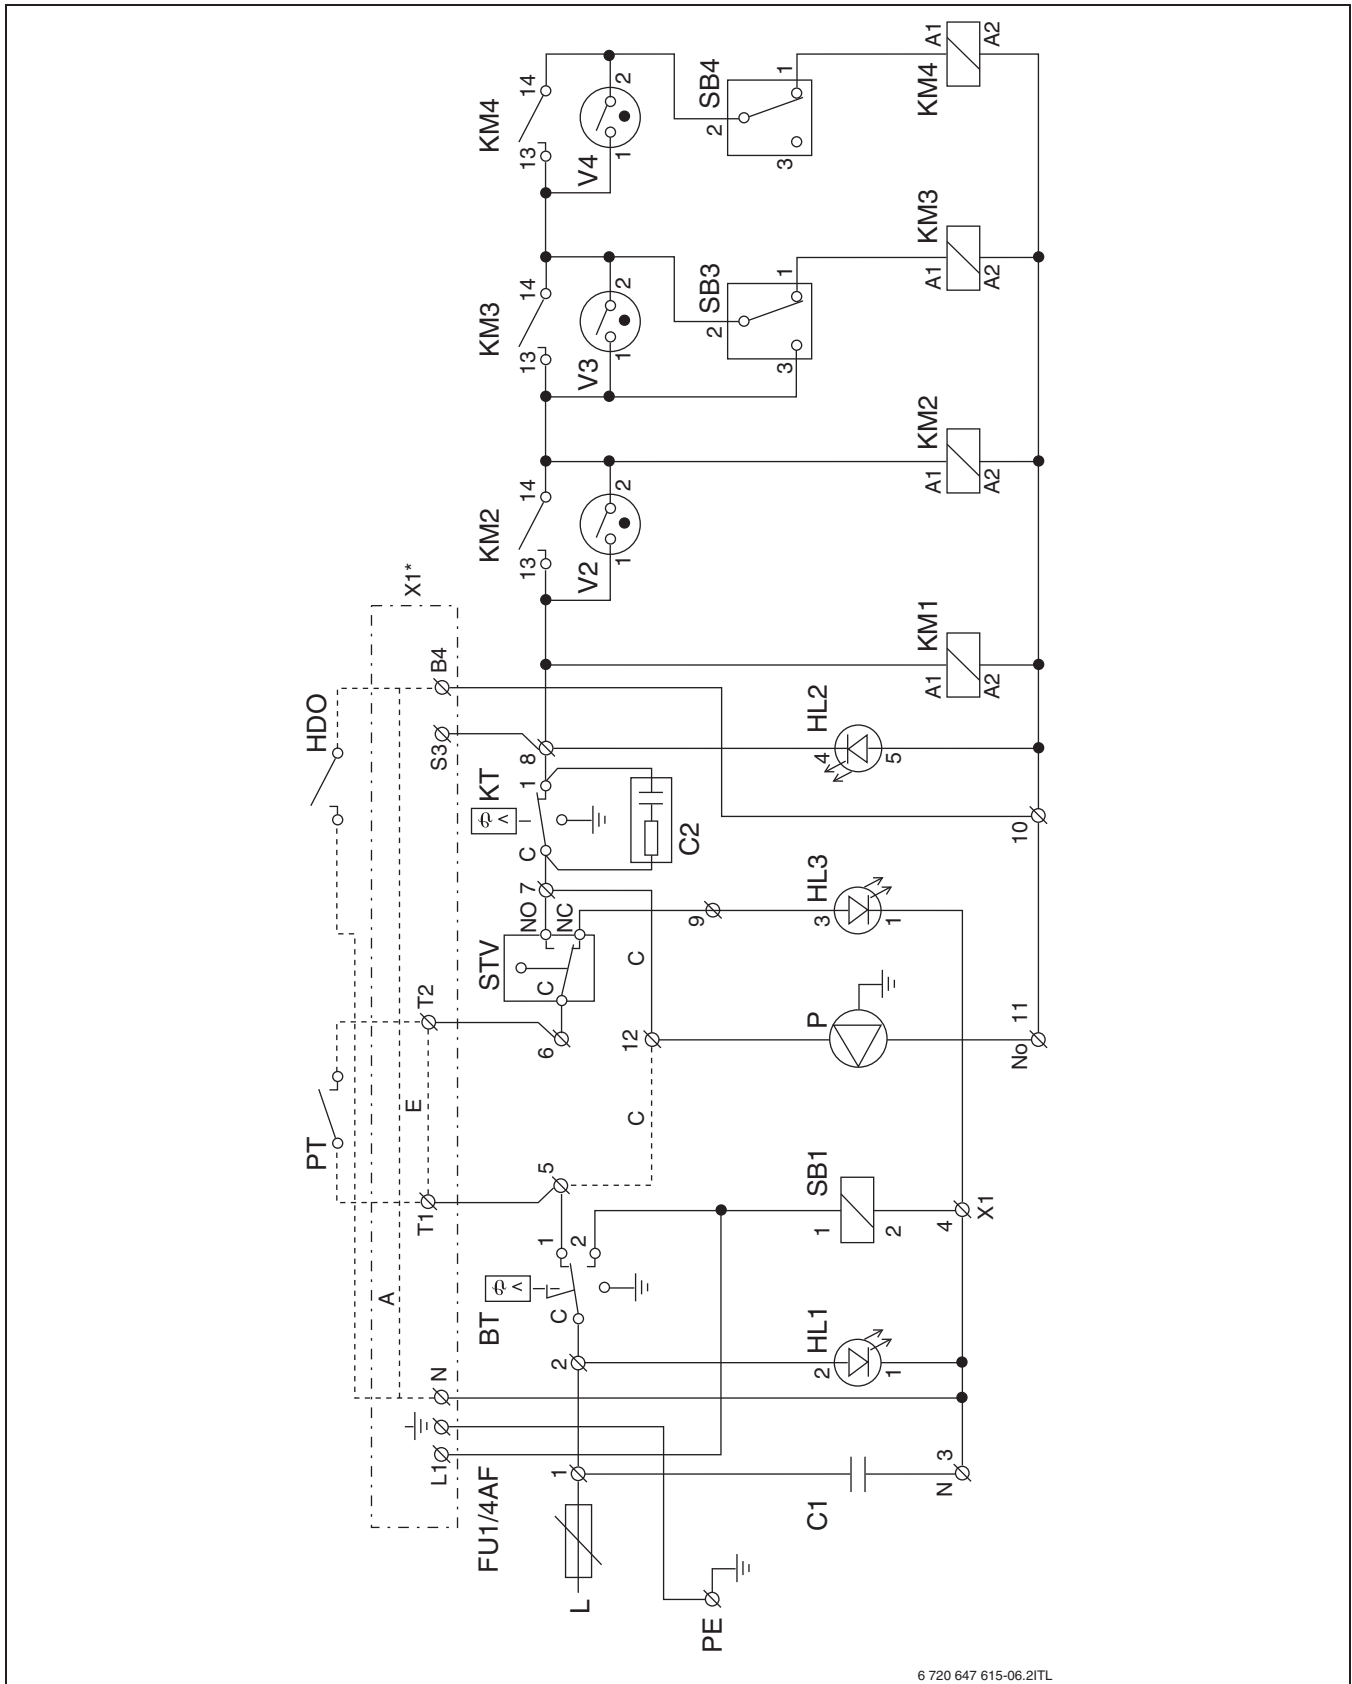 X1*
HDO
PT
T1
T2
E
A
S3
B4
L1
N
KM2
13
14
KM3
13
14
KM4
13
14
V2
1
2
V3
1
2
V4
1
2
SB3
2
1
3
SB4
2
1
3
FU1/4AF
L
1
2
BT
C
1
2
v
ϑ
5
6
STV
C
NO
NC
7
KT
C
1
v
ϑ
8
C2
C
C
12
9
PE
C1
N
3
HL1
2
1
SB1
1
2
4
X1
P
HL3
3
1
HL2
4
5
No
11
10
KM1
A1
A2
KM2
A1
A2
KM3
A1
A2
KM4
A1
A2
6 720 647 615-06.2ITL